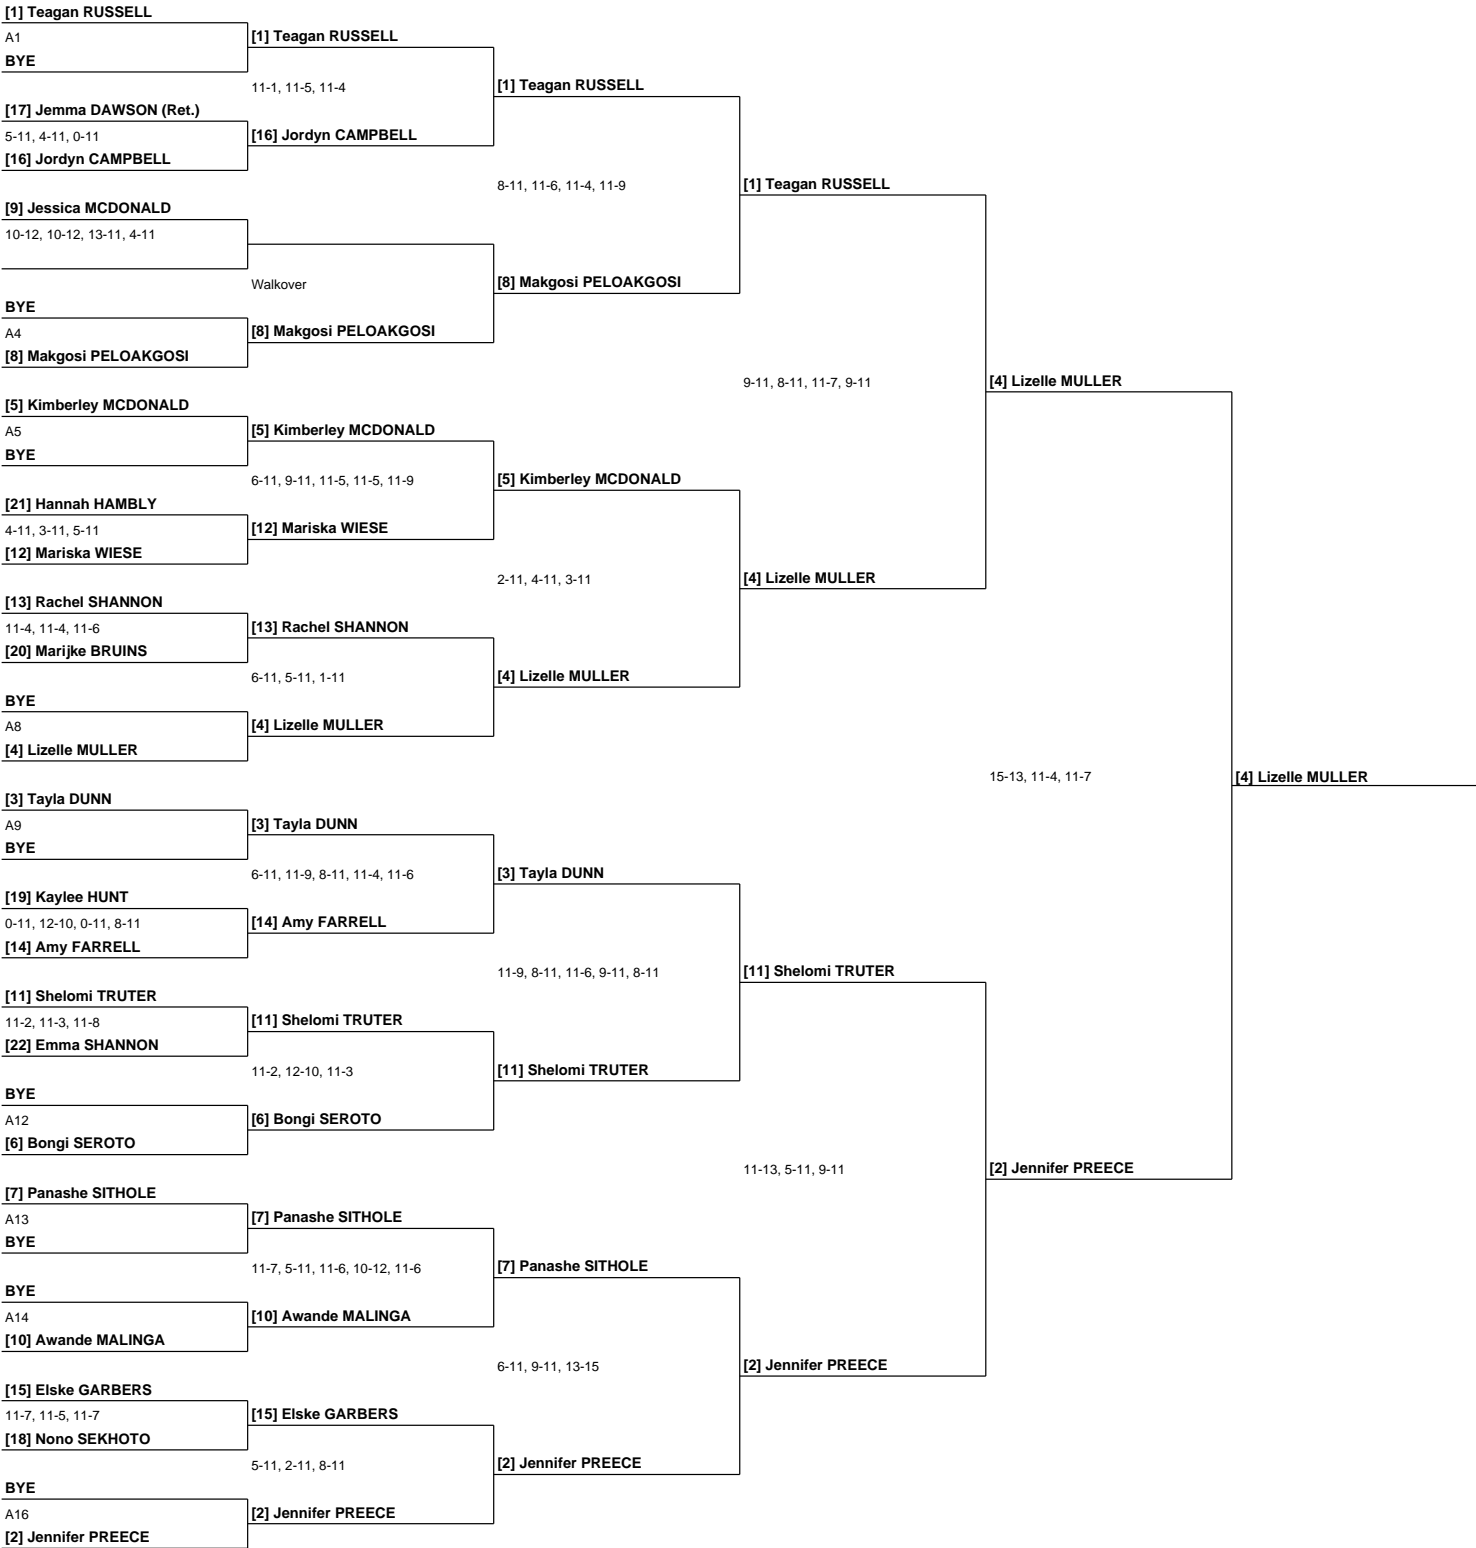 [1] Teagan RUSSELL
A1
BYE
[17] Jemma DAWSON (Ret.)
5-11, 4-11, 0-11
[16] Jordyn CAMPBELL
[9] Jessica MCDONALD
10-12, 10-12, 13-11, 4-11
BYE
A4
[8] Makgosi PELOAKGOSI
[5] Kimberley MCDONALD
A5
BYE
[21] Hannah HAMBLY
4-11, 3-11, 5-11
[12] Mariska WIESE
[13] Rachel SHANNON
11-4, 11-4, 11-6
[20] Marijke BRUINS
BYE
A8
[4] Lizelle MULLER
[3] Tayla DUNN
A9
BYE
[19] Kaylee HUNT
0-11, 12-10, 0-11, 8-11
[14] Amy FARRELL
[11] Shelomi TRUTER
11-2, 11-3, 11-8
[22] Emma SHANNON
BYE
A12
[6] Bongi SEROTO
[7] Panashe SITHOLE
A13
BYE
BYE
A14
[10] Awande MALINGA
[15] Elske GARBERS
11-7, 11-5, 11-7
[18] Nono SEKHOTO
BYE
A16
[2] Jennifer PREECE
[1] Teagan RUSSELL
11-1, 11-5, 11-4
[16] Jordyn CAMPBELL
Walkover
[8] Makgosi PELOAKGOSI
[5] Kimberley MCDONALD
6-11, 9-11, 11-5, 11-5, 11-9
[12] Mariska WIESE
[13] Rachel SHANNON
6-11, 5-11, 1-11
[4] Lizelle MULLER
[3] Tayla DUNN
6-11, 11-9, 8-11, 11-4, 11-6
[14] Amy FARRELL
[11] Shelomi TRUTER
11-2, 12-10, 11-3
[6] Bongi SEROTO
[7] Panashe SITHOLE
11-7, 5-11, 11-6, 10-12, 11-6
[10] Awande MALINGA
[15] Elske GARBERS
5-11, 2-11, 8-11
[2] Jennifer PREECE
[1] Teagan RUSSELL
8-11, 11-6, 11-4, 11-9
[8] Makgosi PELOAKGOSI
[5] Kimberley MCDONALD
2-11, 4-11, 3-11
[4] Lizelle MULLER
[3] Tayla DUNN
11-9, 8-11, 11-6, 9-11, 8-11
[11] Shelomi TRUTER
[7] Panashe SITHOLE
6-11, 9-11, 13-15
[2] Jennifer PREECE
[1] Teagan RUSSELL
9-11, 8-11, 11-7, 9-11
[4] Lizelle MULLER
[11] Shelomi TRUTER
11-13, 5-11, 9-11
[2] Jennifer PREECE
[4] Lizelle MULLER
15-13, 11-4, 11-7
[2] Jennifer PREECE
[4] Lizelle MULLER